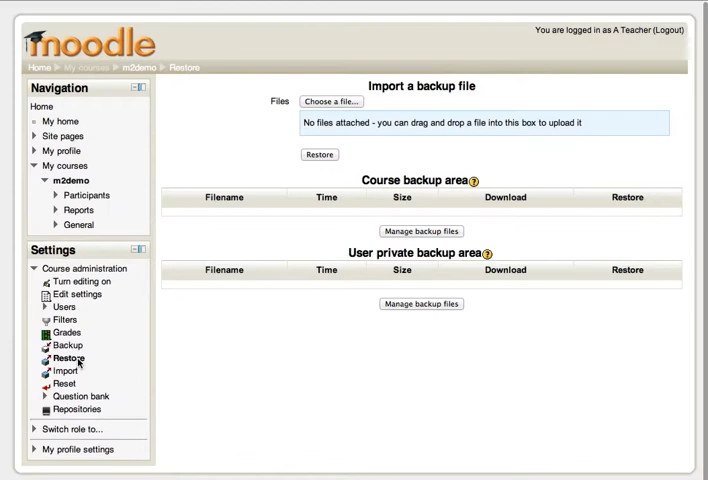 You are logged in as A Teacher (Logout)
moodle
Home My courses m2demo Restore
Navigation
Home
My home
Site pages
My profile
My courses
m2demo
Participants
Reports
General
Settings
Course administration
Turn editing on
Edit settings
Users
Filters
Grades
Backup
Restore
Import
Reset
Question bank
Repositories
Switch role to...
My profile settings
Import a backup file
Files Choose a file...
No files attached - you can drag and drop a file into this box to upload it
Restore
Course backup area
Filename Time Size Download Restore
Manage backup files
User private backup area
Filename Time Size Download Restore
Manage backup files